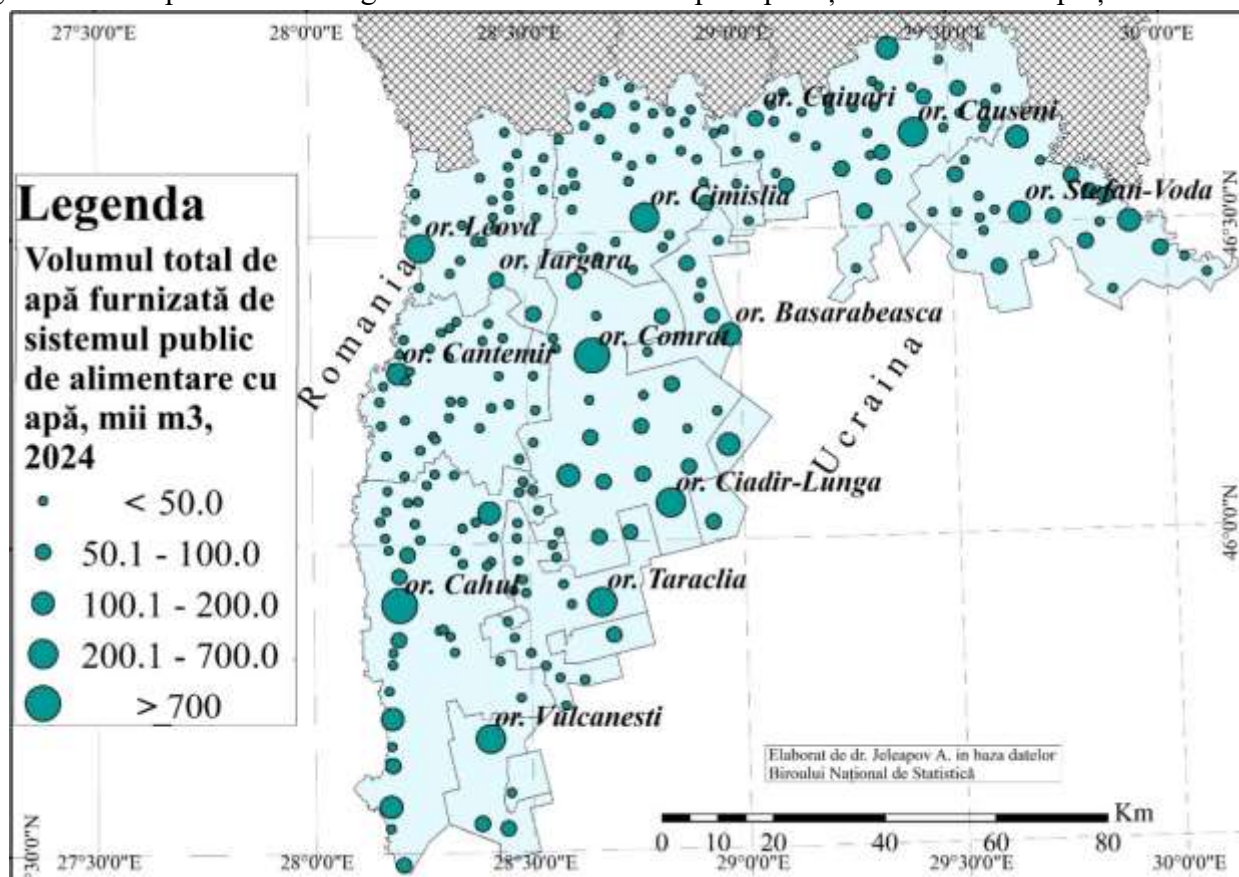 27°30'0"E 28°0'0"E 28°30'0"E 29°0'0"E 29°30'0"E 30°0'0"E
or. Cainari
or. Causeni
or. Stefan-Voda
or. Cimislia
or. Leova
or. Iargara
or. Basarabeasca
or. Comrat
or. Cantemir
or. Ciadir-Lunga
or. Taraclia
or. Cahul
or. Vulcanesti
Romania
Ucraina
46°30'0"N
46°0'0"N
Legenda
Volumul total de
apă furnizată de
sistemul public
de alimentare cu
apă, mii m3,
2024
< 50.0
50.1 - 100.0
100.1 - 200.0
200.1 - 700.0
> 700
Elaborat de dr. Jeleapov A. in baza datelor
Biroului Național de Statistică
Km
0 10 20 40 60 80
27°30'0"E 28°0'0"E 28°30'0"E 29°0'0"E 29°30'0"E 30°0'0"E